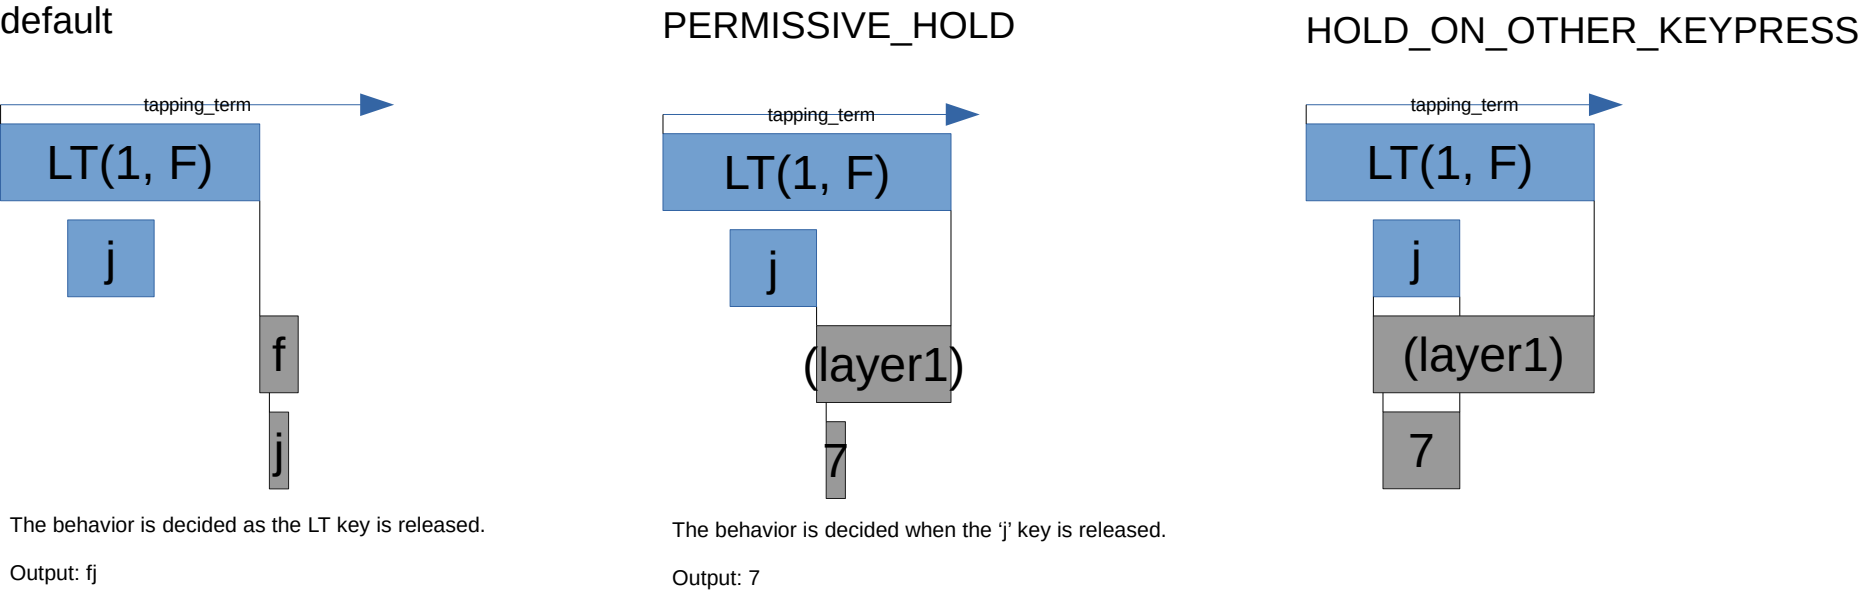 default
PERMISSIVE_HOLD
HOLD_ON_OTHER_KEYPRESS
tapping_term
LT(1, F)
j
f
j
The behavior is decided as the LT key is released.
Output: fj
tapping_term
LT(1, F)
j
(layer1)
7
The behavior is decided when the ‘j’ key is released.
Output: 7
tapping_term
LT(1, F)
j
(layer1)
7